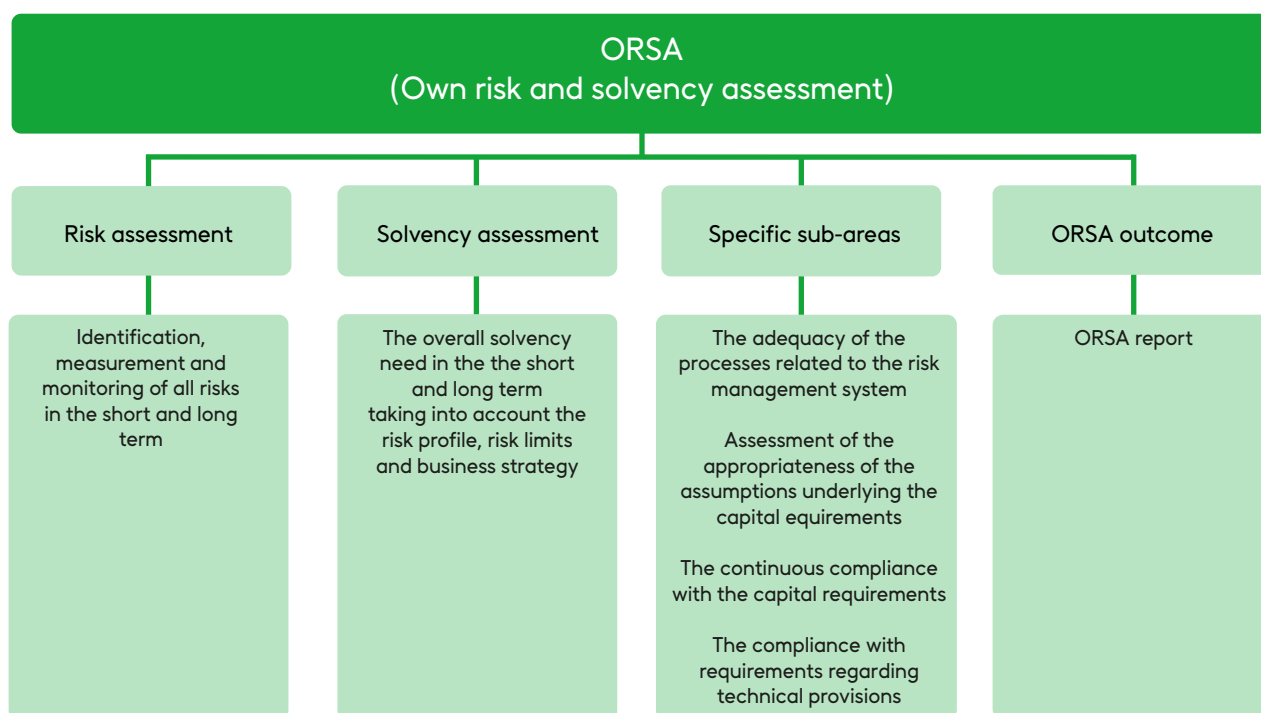 ORSA
(Own risk and solvency assessment)
Risk assessment
Solvency assessment
Specific sub-areas
ORSA outcome
Identification,
measurement and
monitoring of all risks
in the short and long
term
The overall solvency
need in the the short
and long term
taking into account the
risk profile, risk limits
and business strategy
The adequacy of the
processes related to the risk
management system
Assessment of the
appropriateness of the
assumptions underlying the
capital equirements
The continuous compliance
with the capital requirements
The compliance with
requirements regarding
technical provisions
ORSA report